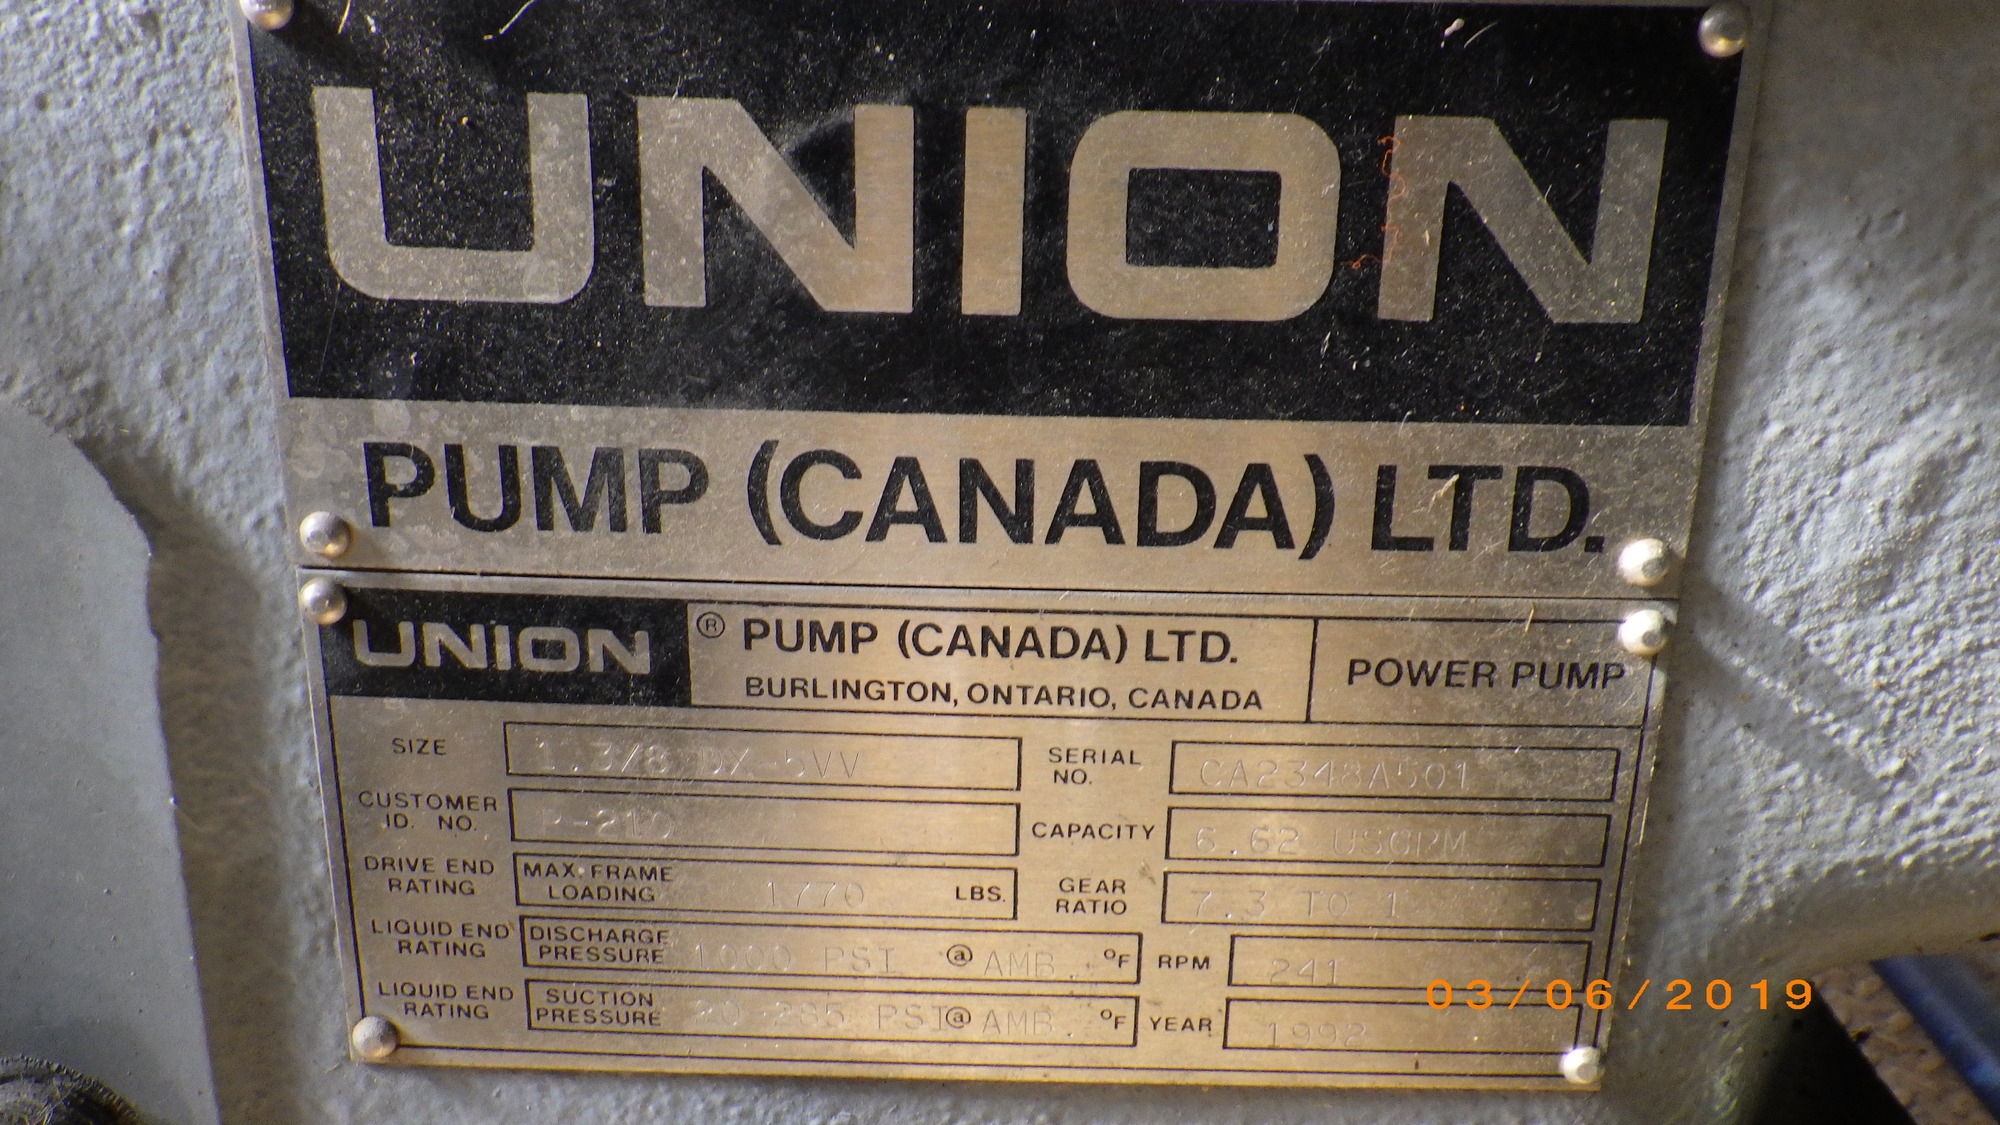 UNION
PUMP (CANADA) LTD.
UNION ® PUMP (CANADA) LTD.
BURLINGTON, ONTARIO, CANADA
POWER PUMP
SIZE 1.3/8 DX-5VV
SERIAL NO. CA2348A501
CUSTOMER ID. NO. P-210
CAPACITY 6.62 USGPM
DRIVE END RATING MAX. FRAME LOADING 1770 LBS.
GEAR RATIO 7.3 TO 1
LIQUID END RATING DISCHARGE PRESSURE 1000 PSI @ AMB. °F
RPM 241
LIQUID END RATING SUCTION PRESSURE 20-285 PSI @ AMB. °F
YEAR 1992
03/06/2019